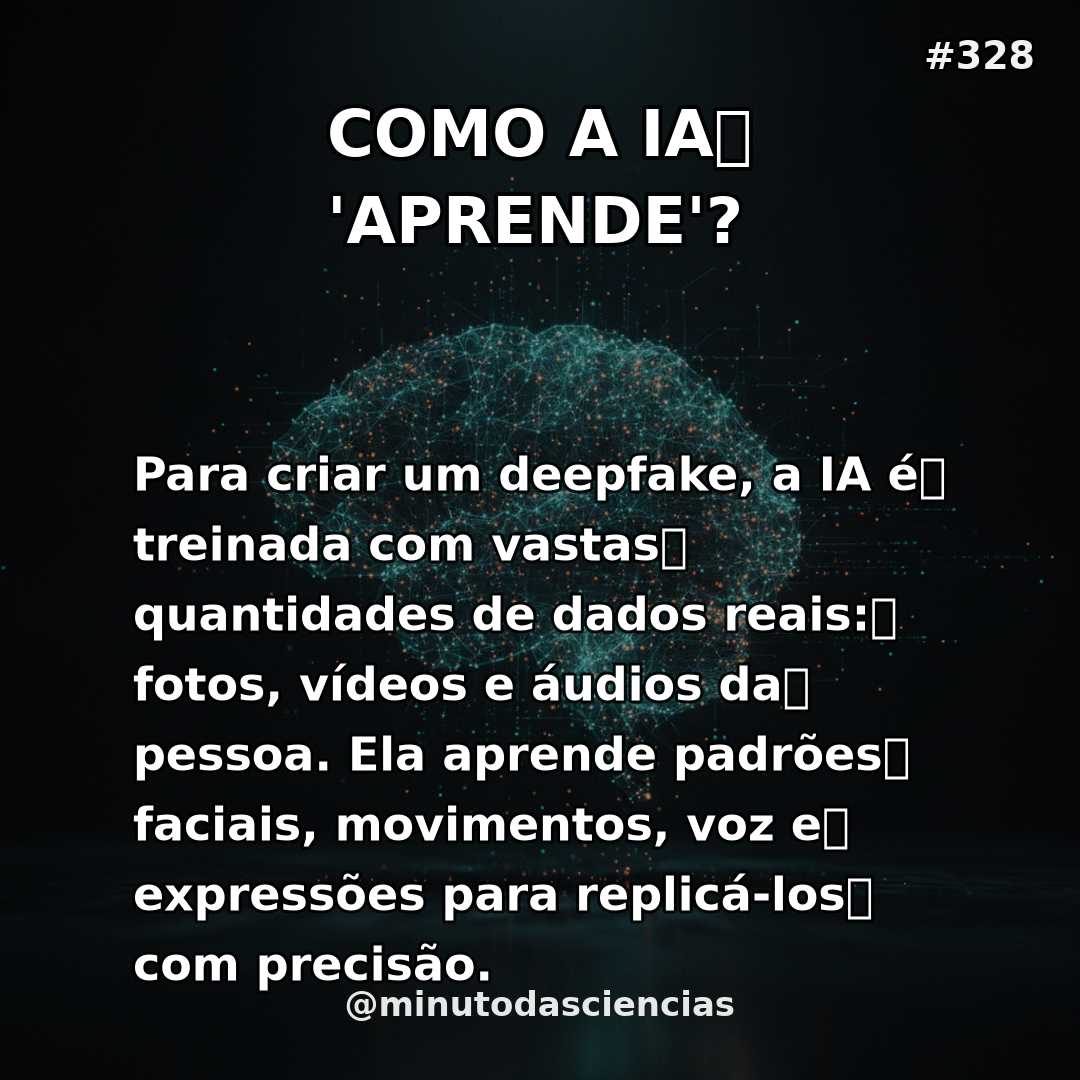 #328
COMO A IA▯
'APRENDE'?
Para criar um deepfake, a IA é▯
treinada com vastas▯
quantidades de dados reais:▯
fotos, vídeos e áudios da▯
pessoa. Ela aprende padrões▯
faciais, movimentos, voz e▯
expressões para replicá-los▯
com precisão.
@minutodasciencias